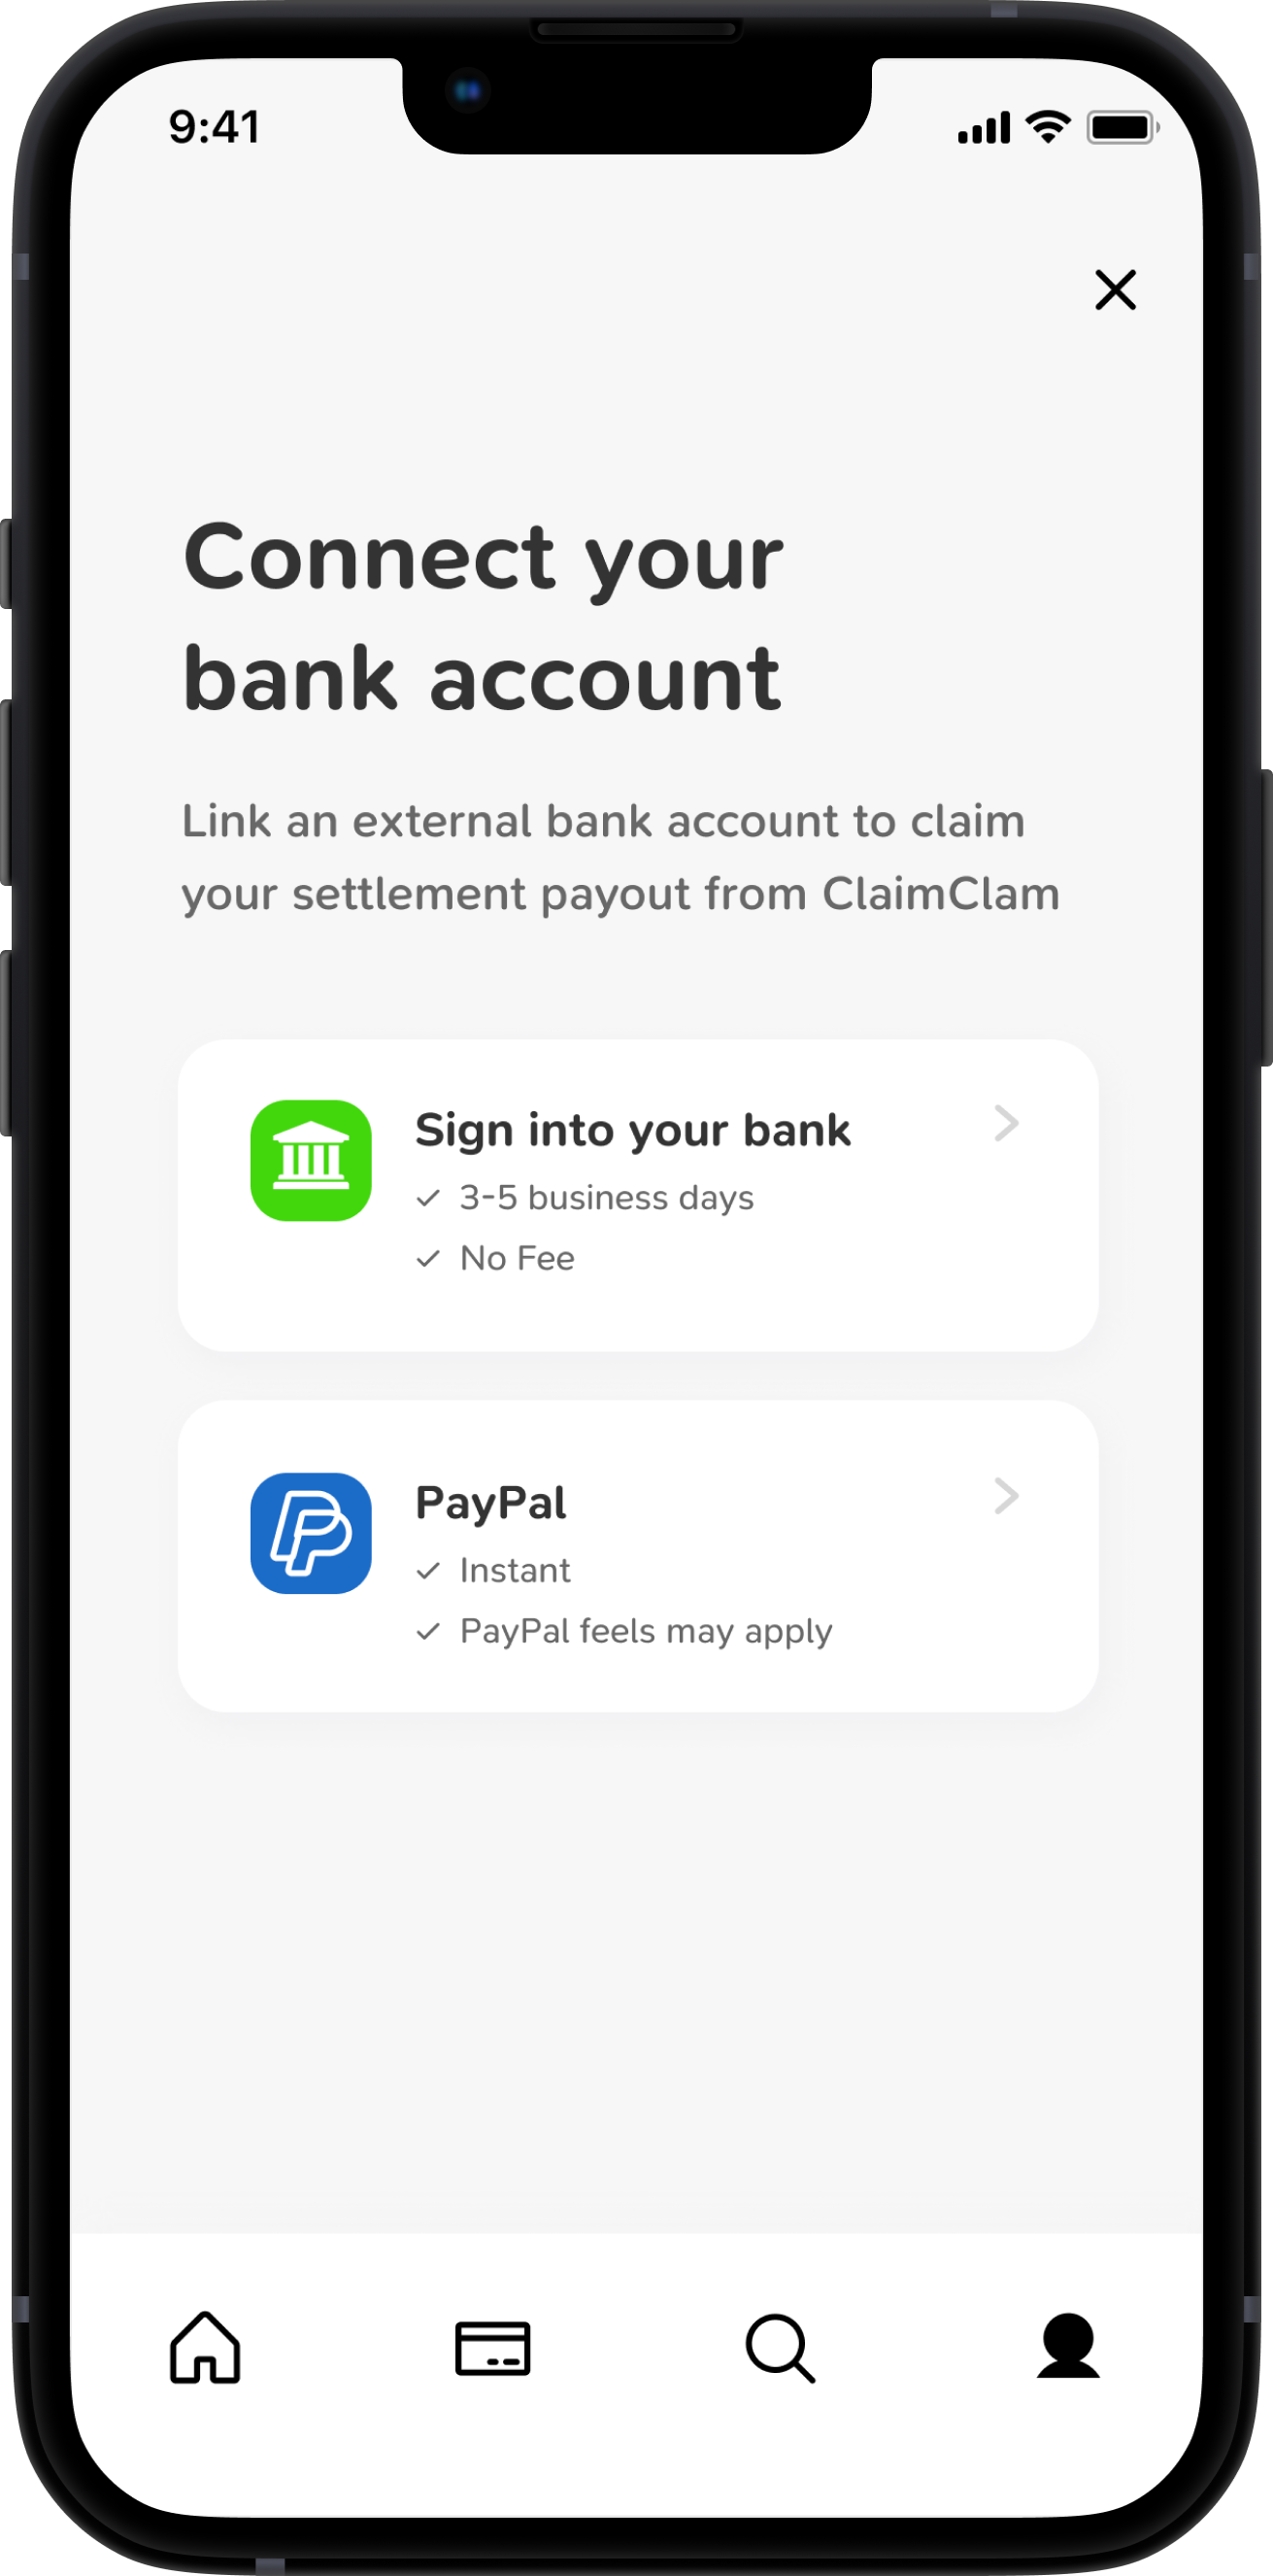 9:41
Connect your
bank account
Link an external bank account to claim
your settlement payout from ClaimClam
Sign into your bank
3-5 business days
No Fee
PayPal
Instant
PayPal feels may apply